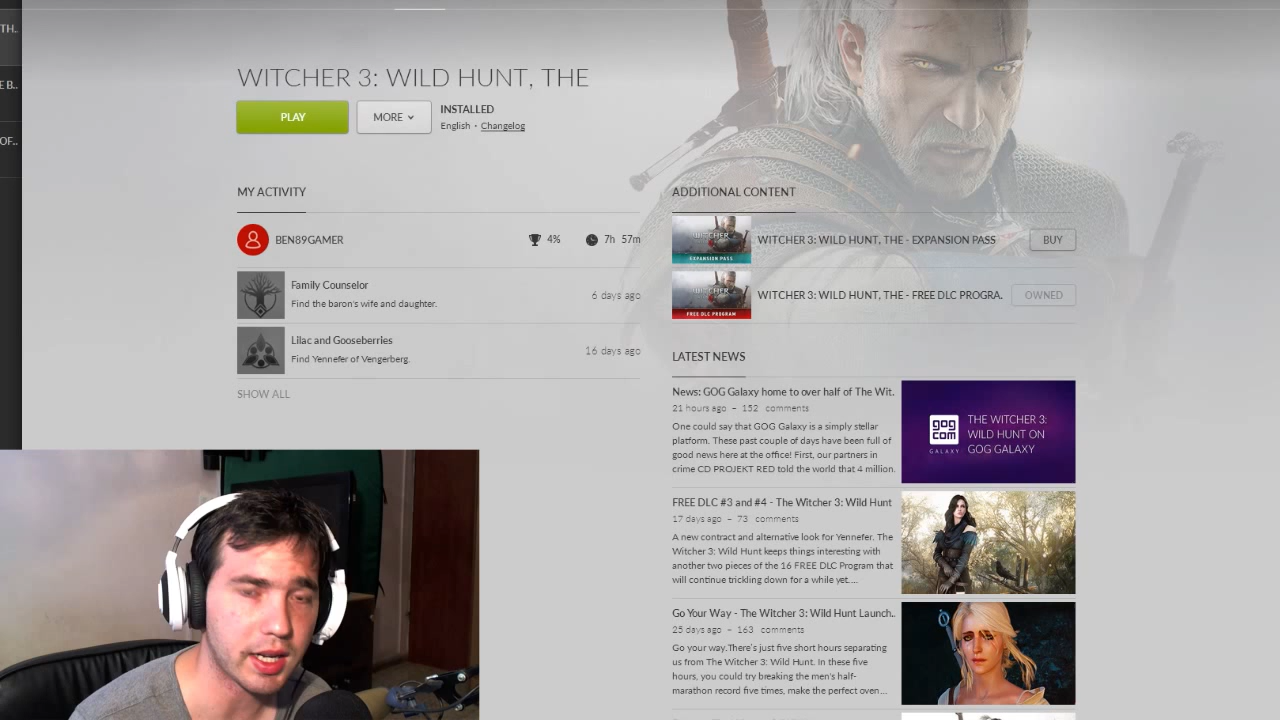 TH..
E B..
OF..
WITCHER 3: WILD HUNT, THE
PLAY
MORE
INSTALLED
English • Changelog
MY ACTIVITY
BEN89GAMER
4%
7h 57m
Family Counselor
Find the baron's wife and daughter.
6 days ago
Lilac and Gooseberries
Find Yennefer of Vengerberg.
16 days ago
SHOW ALL
ADDITIONAL CONTENT
WITCHER
EXPANSION PASS
WITCHER 3: WILD HUNT, THE - EXPANSION PASS
BUY
WITCHER
FREE DLC PROGRAM
WITCHER 3: WILD HUNT, THE - FREE DLC PROGRA.
OWNED
LATEST NEWS
News: GOG Galaxy home to over half of The Wit.
21 hours ago – 152 comments
One could say that GOG Galaxy is a simply stellar
platform. These past couple of days have been full of
good news here at the office! First, our partners in
crime CD PROJEKT RED told the world that 4 million.
gog
com
GALAXY
THE WITCHER 3:
WILD HUNT ON
GOG GALAXY
FREE DLC #3 and #4 - The Witcher 3: Wild Hunt
17 days ago – 73 comments
A new contract and alternative look for Yennefer. The
Witcher 3: Wild Hunt keeps things interesting with
another two pieces of the 16 FREE DLC Program that
will continue trickling down for a while yet....
Go Your Way - The Witcher 3: Wild Hunt Launch..
25 days ago – 163 comments
Go your way.There's just five short hours separating
us from The Witcher 3: Wild Hunt. In these five
hours, you could try breaking the men's half-
marathon record five times, make the perfect oven...